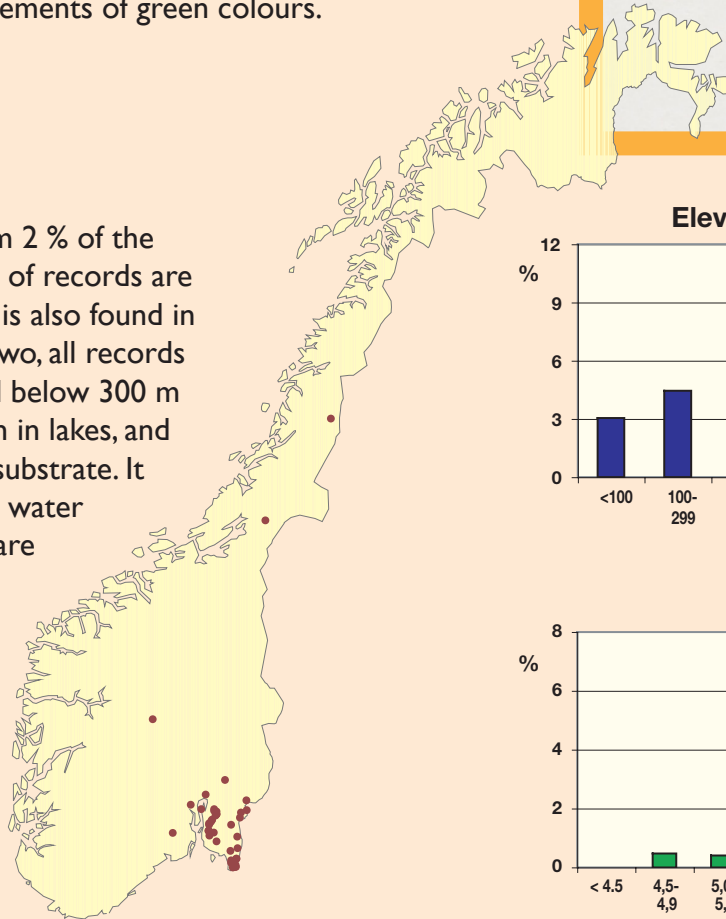 ements of green colours.
m 2 % of the
of records are
is also found in
two, all records
l below 300 m
n in lakes, and
substrate. It
water
are
Elev
12
%
9
6
3
0
<100
100-
299
8
%
6
4
2
0
< 4.5
4,5-
4,9
5,